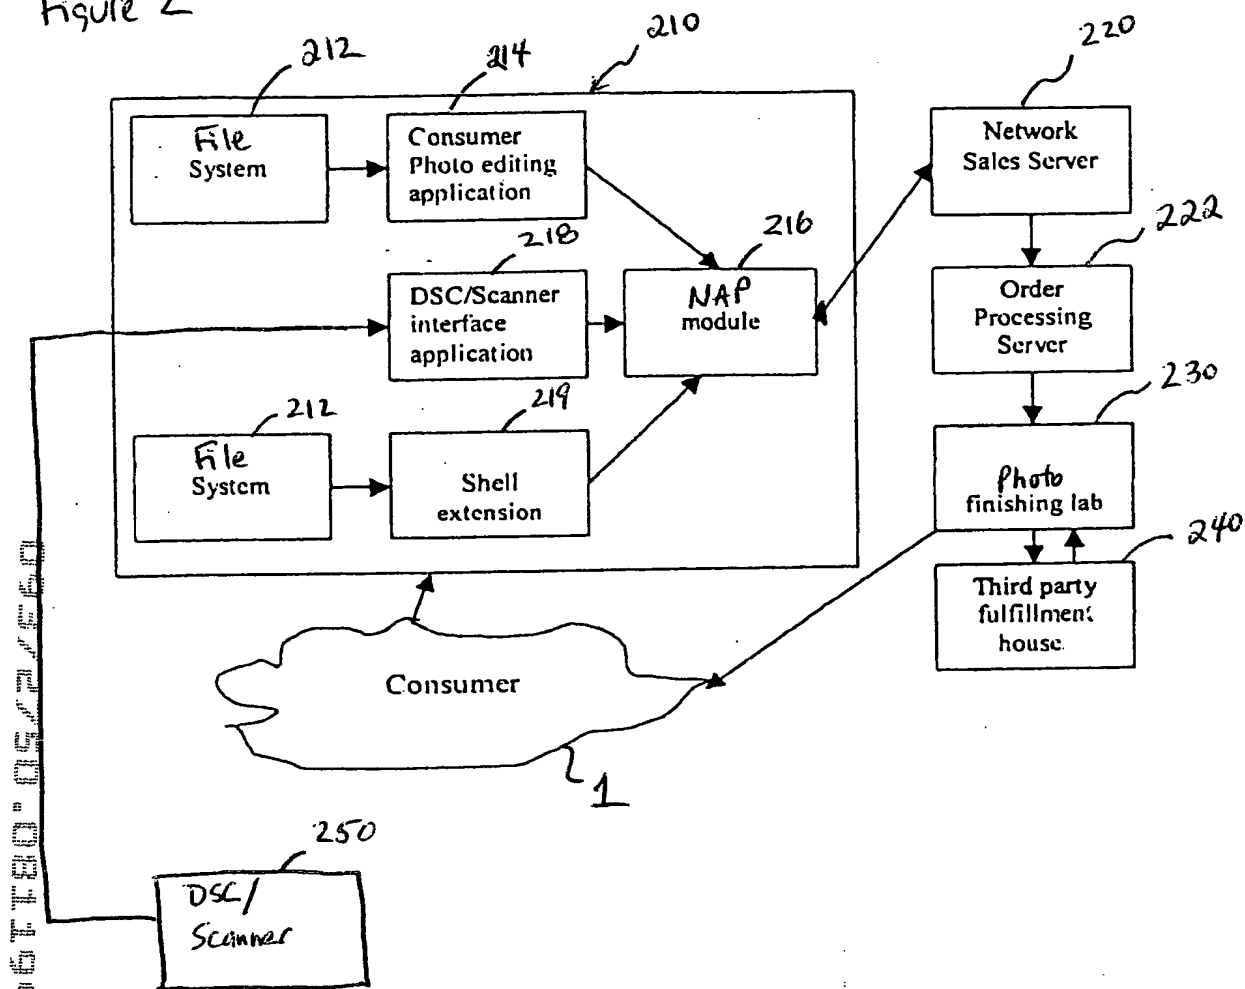 Figure 2
210
220
212
214
File
System
Consumer
Photo editing
application
Network
Sales Server
218
216
222
DSC/Scanner
interface
application
NAP
module
Order
Processing
Server
212
219
230
File
System
Shell
extension
Photo
finishing lab
240
Third party
fulfillment
house
Consumer
1
250
DSC/
Scanner